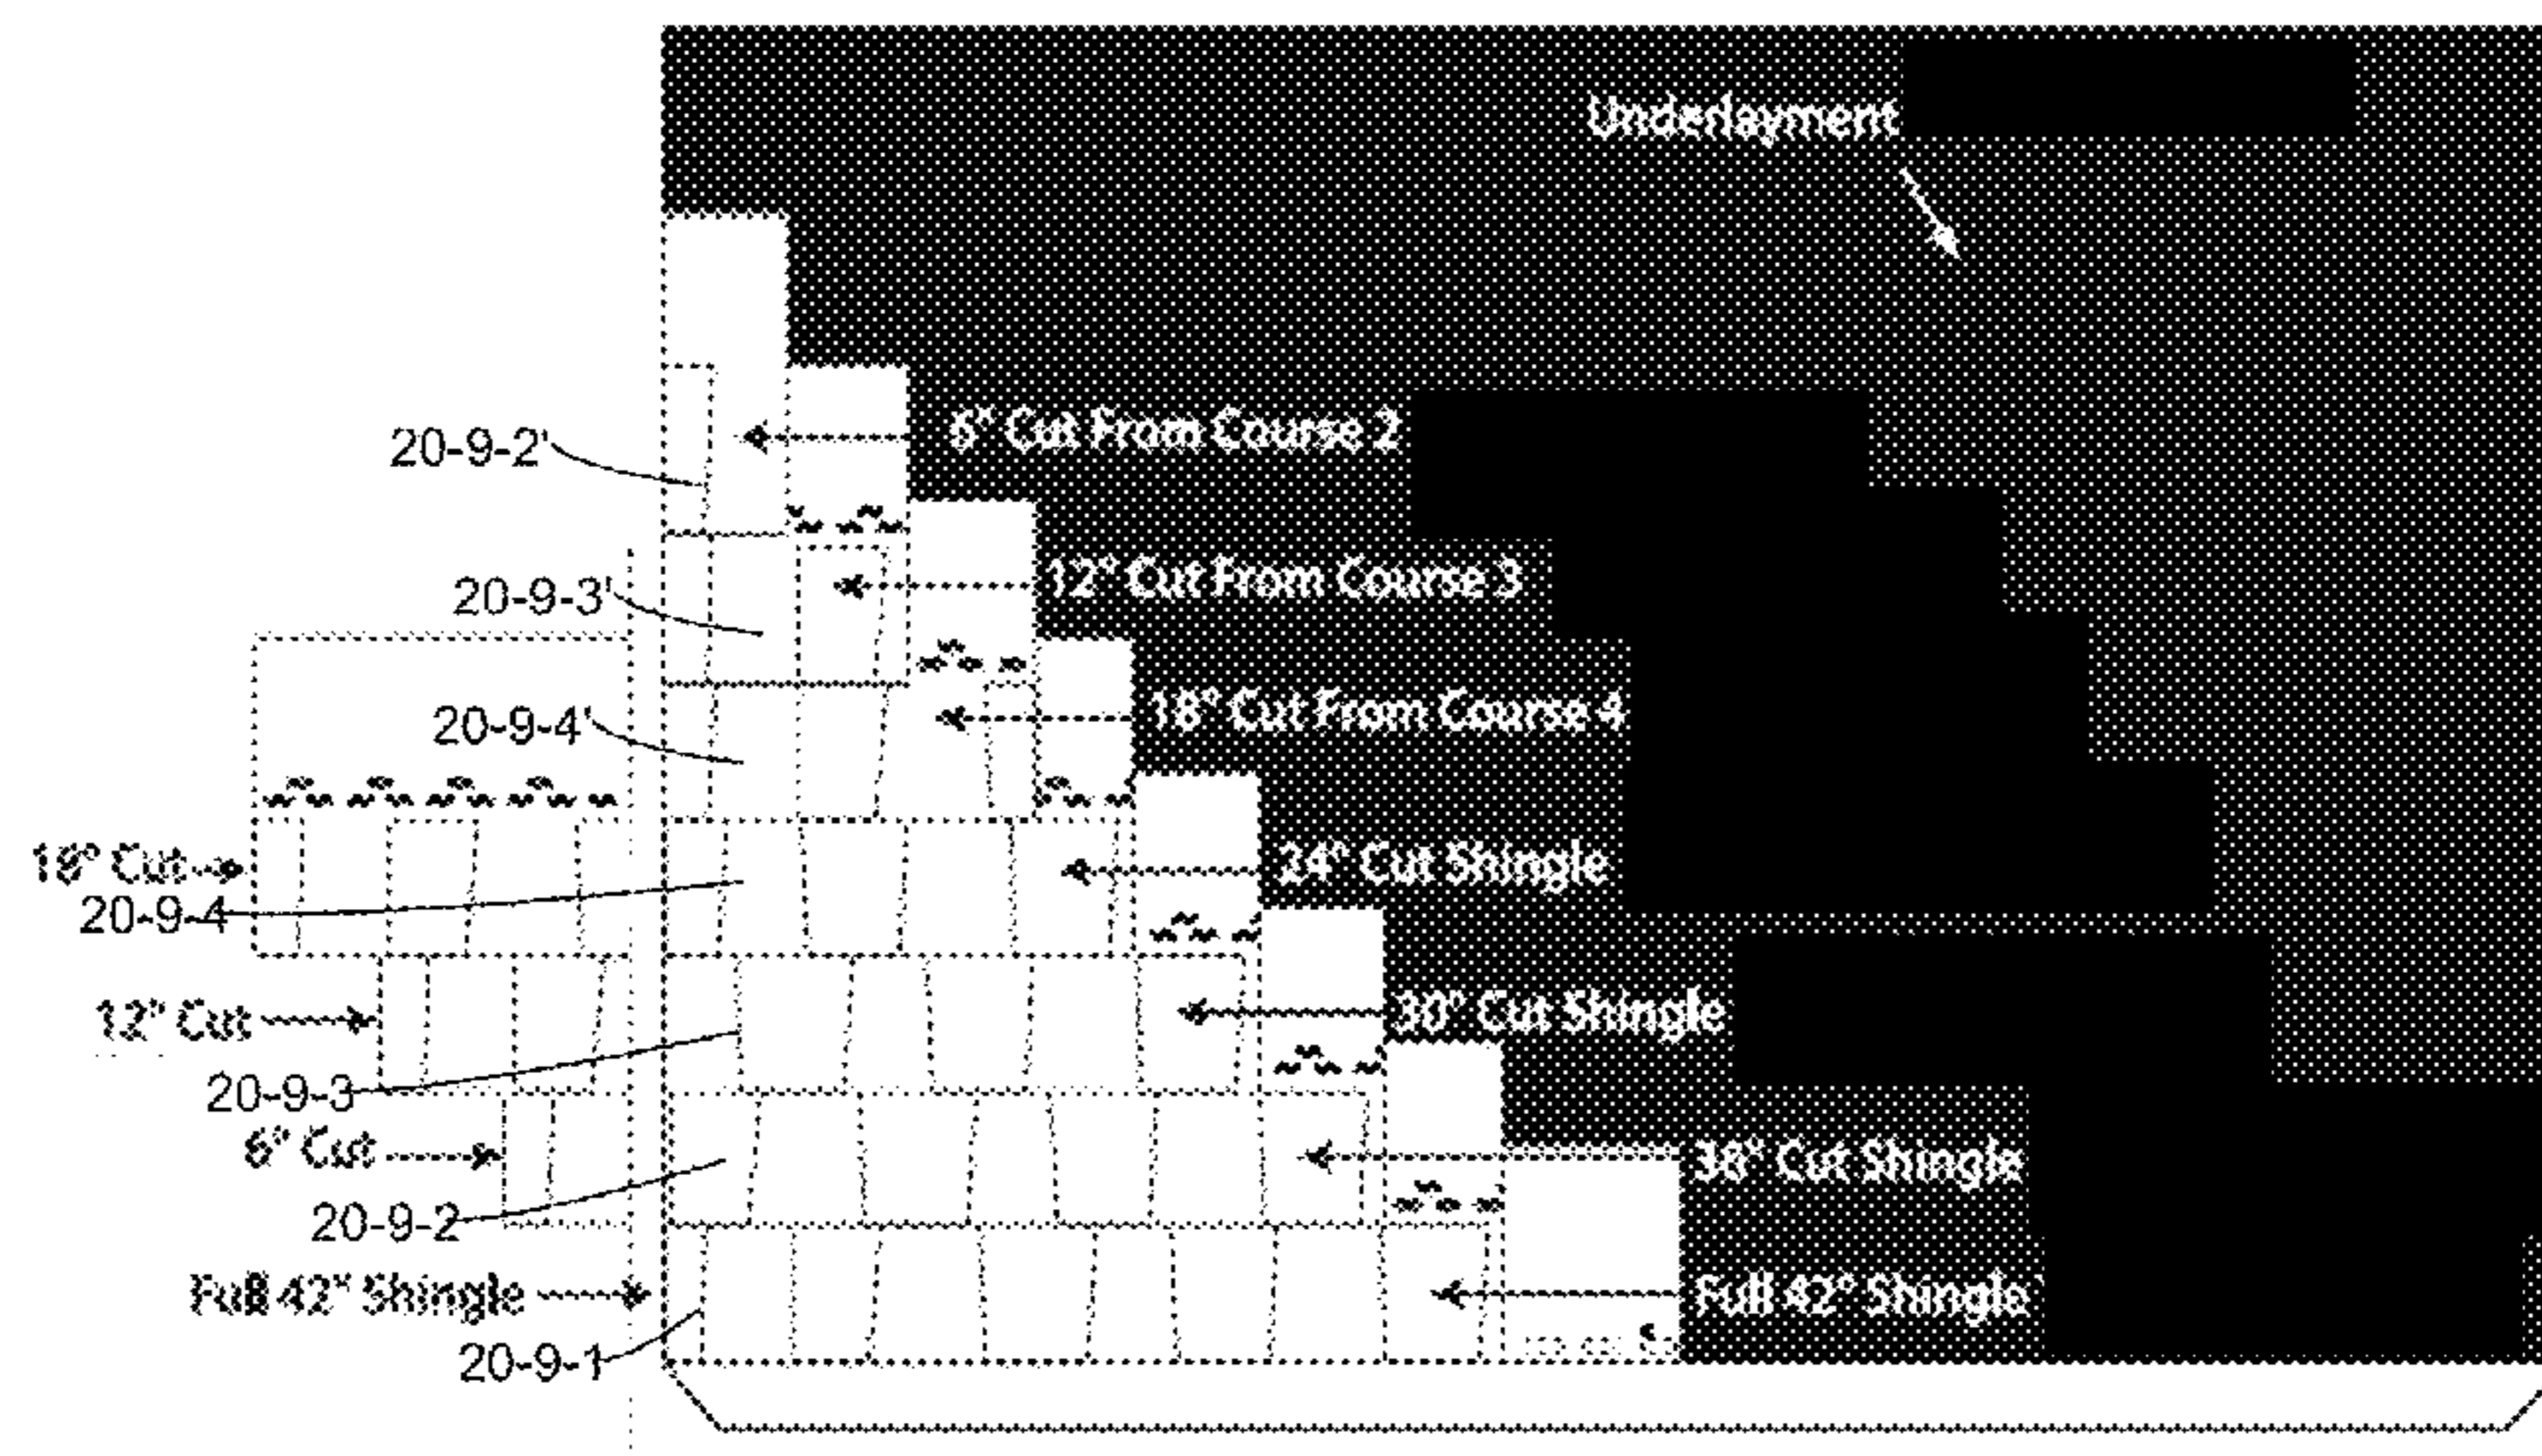 Underlayment
6" Cut From Course 2
20-9-2'
12" Cut From Course 3
20-9-3'
18" Cut From Course 4
20-9-4'
18" Cut
24" Cut Shingle
20-9-4
12" Cut
30" Cut Shingle
20-9-3
6" Cut
36" Cut Shingle
20-9-2
Full 42" Shingle
Full 42" Shingle
20-9-1